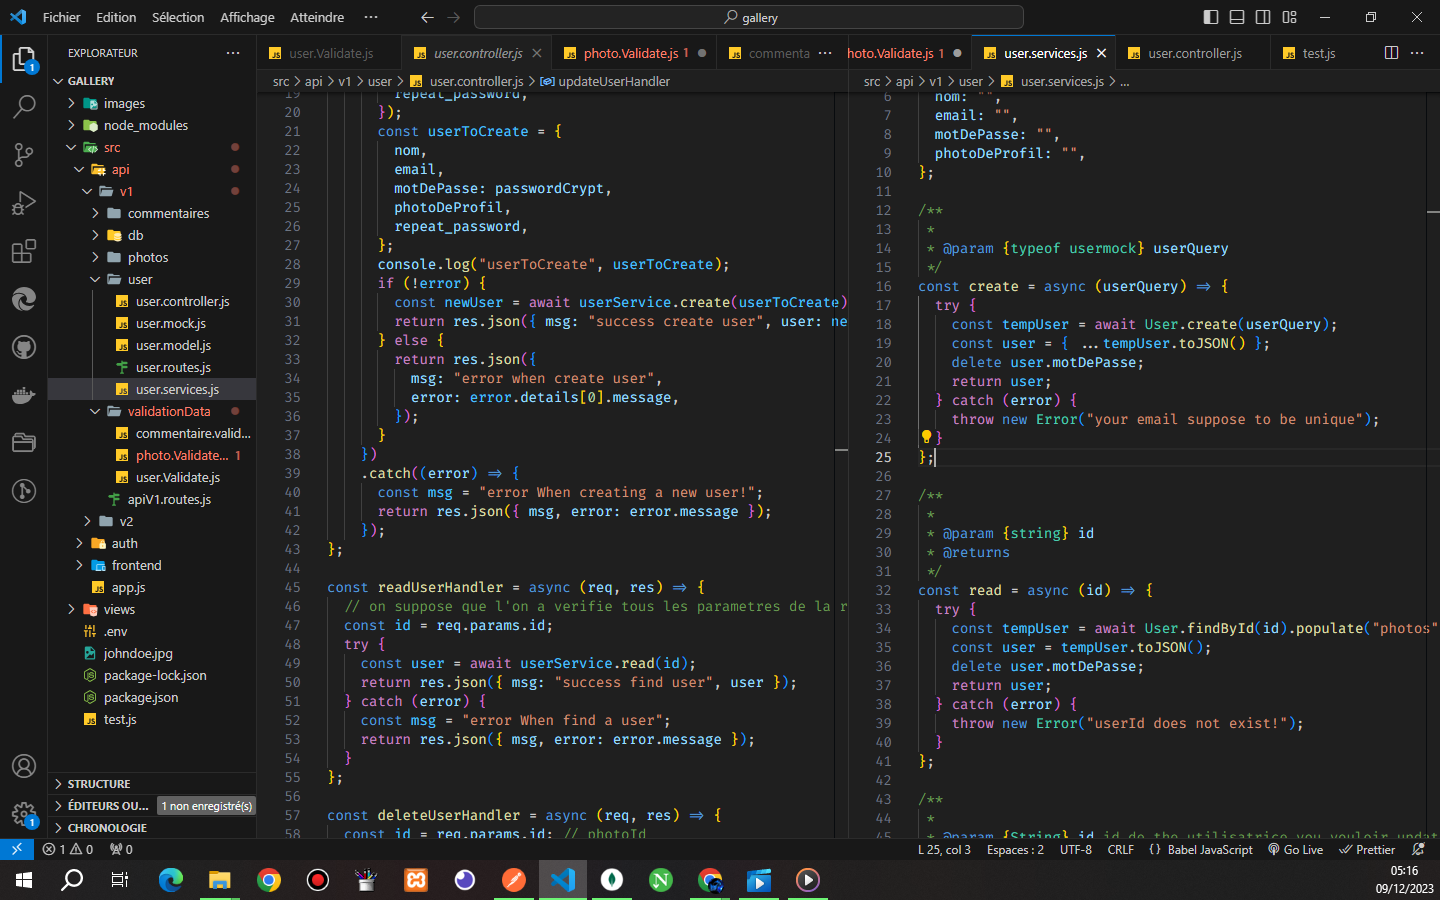 Fichier Edition Sélection Affichage Atteindre ··· gallery
EXPLORATEUR ···
GALLERY
images
node_modules
src
api
v1
commentaires
db
photos
user
user.controller.js
user.mock.js
user.model.js
user.routes.js
user.services.js
validationData
commentaire.valid...
photo.Validate... 1
user.Validate.js
apiV1.routes.js
v2
auth
frontend
app.js
views
.env
johndoe.jpg
package-lock.json
package.json
test.js
STRUCTURE
ÉDITEURS OU... 1 non enregistré(s)
CHRONOLOGIE
user.Validate.js user.controller.js photo.Validate.js 1 commenta ···
src > api > v1 > user > user.controller.js > updateUserHandler
19 repeat_password,
20 });
21 const userToCreate = {
22 nom,
23 email,
24 motDePasse: passwordCrypt,
25 photoDeProfil,
26 repeat_password,
27 };
28 console.log("userToCreate", userToCreate);
29 if (!error) {
30 const newUser = await userService.create(userToCreate)
31 return res.json({ msg: "success create user", user: ne
32 } else {
33 return res.json({
34 msg: "error when create user",
35 error: error.details[0].message,
36 });
37 }
38 })
39 .catch((error) => {
40 const msg = "error When creating a new user!";
41 return res.json({ msg, error: error.message });
42 });
43 };
44
45 const readUserHandler = async (req, res) => {
46 // on suppose que l'on a verifie tous les parametres de la r
47 const id = req.params.id;
48 try {
49 const user = await userService.read(id);
50 return res.json({ msg: "success find user", user });
51 } catch (error) {
52 const msg = "error When find a user";
53 return res.json({ msg, error: error.message });
54 }
55 };
56
57 const deleteUserHandler = async (req, res) => {
58 const id = req.params.id; // photoId
hoto.Validate.js 1 user.services.js user.controller.js test.js ···
src > api > v1 > user > user.services.js > ...
6 nom: "",
7 email: "",
8 motDePasse: "",
9 photoDeProfil: "",
10 };
11
12 /**
13 *
14 * @param {typeof usermock} userQuery
15 */
16 const create = async (userQuery) => {
17 try {
18 const tempUser = await User.create(userQuery);
19 const user = { ...tempUser.toJSON() };
20 delete user.motDePasse;
21 return user;
22 } catch (error) {
23 throw new Error("your email suppose to be unique");
24 }
25 };
26
27 /**
28 *
29 * @param {string} id
30 * @returns
31 */
32 const read = async (id) => {
33 try {
34 const tempUser = await User.findById(id).populate("photos"
35 const user = tempUser.toJSON();
36 delete user.motDePasse;
37 return user;
38 } catch (error) {
39 throw new Error("userId does not exist!");
40 }
41 };
42
43 /**
44 *
45 * @param {String} id id de the utilisatrice you vouloir updat
1 0 0 L 25, col 3 Espaces : 2 UTF-8 CRLF {} Babel JavaScript Go Live Prettier
05:16
09/12/2023